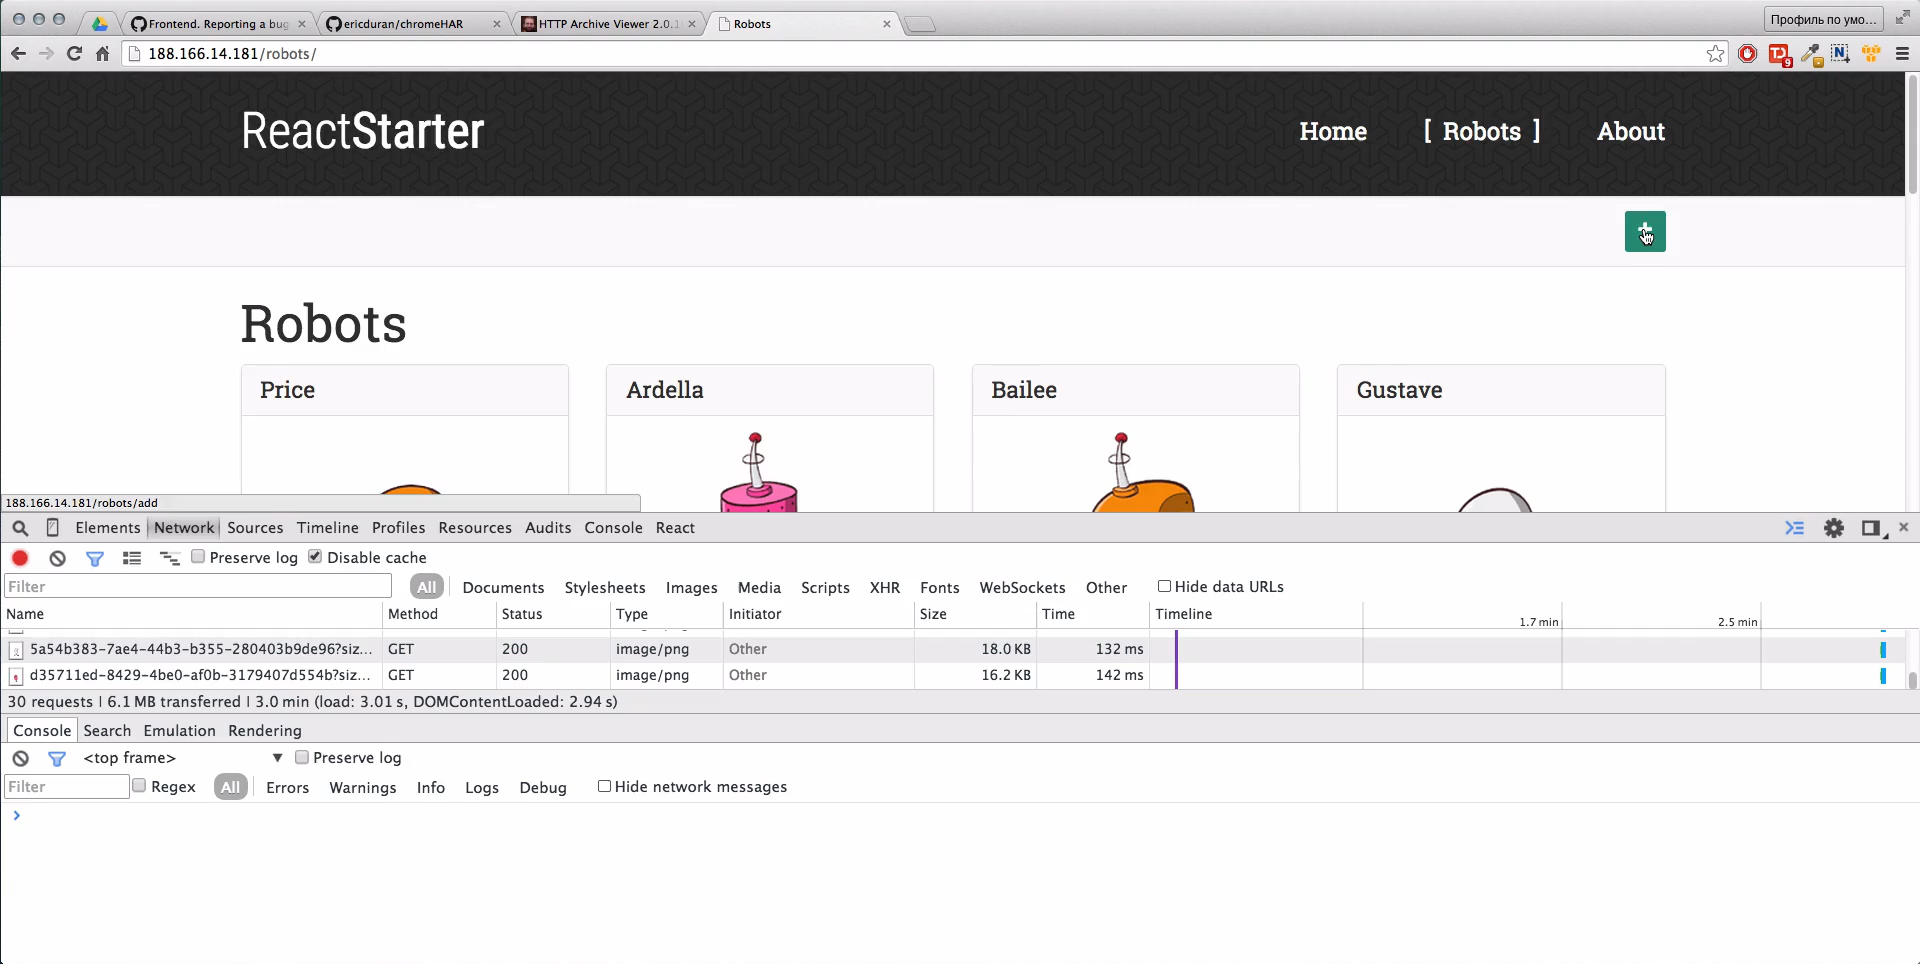 Frontend. Reporting a bug
ericduran/chromeHAR
HTTP Archive Viewer 2.0.1
Robots
Профиль по умо...
188.166.14.181/robots/
9
ReactStarter
Home
[ Robots ]
About
+
Robots
Price
Ardella
Bailee
Gustave
188.166.14.181/robots/add
Elements Network Sources Timeline Profiles Resources Audits Console React
Preserve log Disable cache
Filter All Documents Stylesheets Images Media Scripts XHR Fonts WebSockets Other Hide data URLs
Name Method Status Type Initiator Size Time Timeline 1.7 min 2.5 min
5a54b383-7ae4-44b3-b355-280403b9de96?siz... GET 200 image/png Other 18.0 KB 132 ms
d35711ed-8429-4be0-af0b-3179407d554b?siz... GET 200 image/png Other 16.2 KB 142 ms
30 requests | 6.1 MB transferred | 3.0 min (load: 3.01 s, DOMContentLoaded: 2.94 s)
Console Search Emulation Rendering
<top frame> ▼ Preserve log
Filter Regex All Errors Warnings Info Logs Debug Hide network messages
>